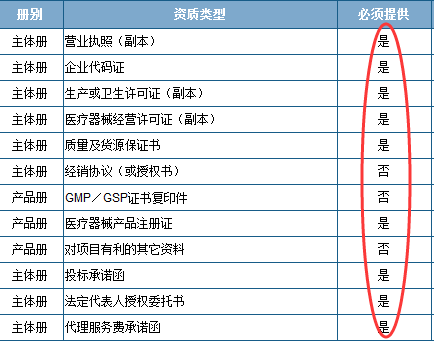 册别 资质类型 必须提供
主体册 营业执照（副本） 是
主体册 企业代码证 是
主体册 生产或卫生许可证（副本） 是
主体册 医疗器械经营许可证（副本） 是
主体册 质量及货源保证书 是
主体册 经销协议（或授权书） 否
产品册 GMP／GSP证书复印件 否
产品册 医疗器械产品注册证 是
产品册 对项目有利的其它资料 否
主体册 投标承诺函 是
主体册 法定代表人授权委托书 是
主体册 代理服务费承诺函 是